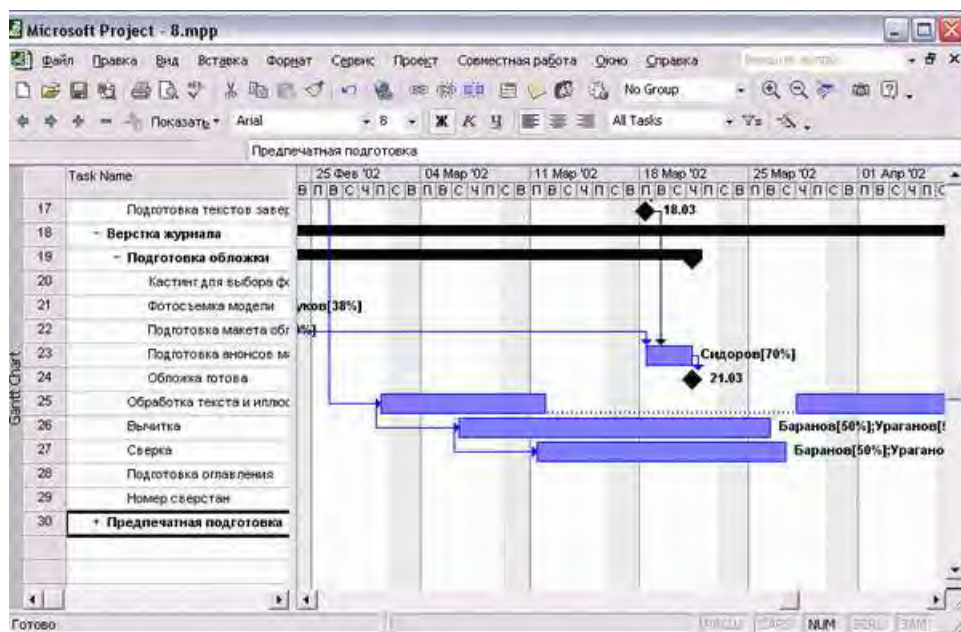 Microsoft Project - 8.mpp
Файл Правка Вид Вставка Формат Сервис Проект Совместная работа Окно Справка
No Group
Показать Arial 8 Ж К Ч All Tasks
Предпечатная подготовка
Task Name 25 Фев '02 04 Мар '02 11 Мар '02 18 Мар '02 25 Мар '02 01 Апр '02
В П В С Ч П С В П В С Ч П С В П В С Ч П С В П В С Ч П С В П В С Ч П С В П В С Ч П С
17 Подготовка текстов завер 18.03
18 - Верстка журнала
19 - Подготовка обложки
20 Кастинг для выбора фо
21 Фотосъемка модели уков[38%]
22 Подготовка макета обл
23 Подготовка анонсов ма Сидоров[70%]
24 Обложка готова 21.03
25 Обработка текста и иллюс
26 Вычитка Баранов[50%];Ураганов[5
27 Сверка Баранов[50%];Урагано
28 Подготовка оглавления
29 Номер сверстан
30 + Предпечатная подготовка
Gantt Chart
Готово NUM